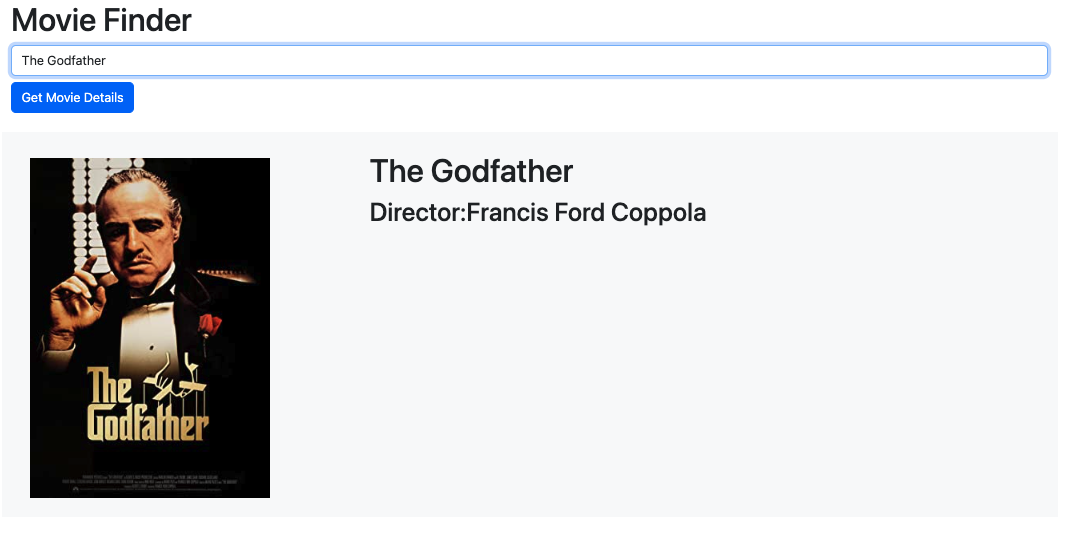 Movie Finder
The Godfather
Get Movie Details
The Godfather
Director:Francis Ford Coppola
The
Godfather